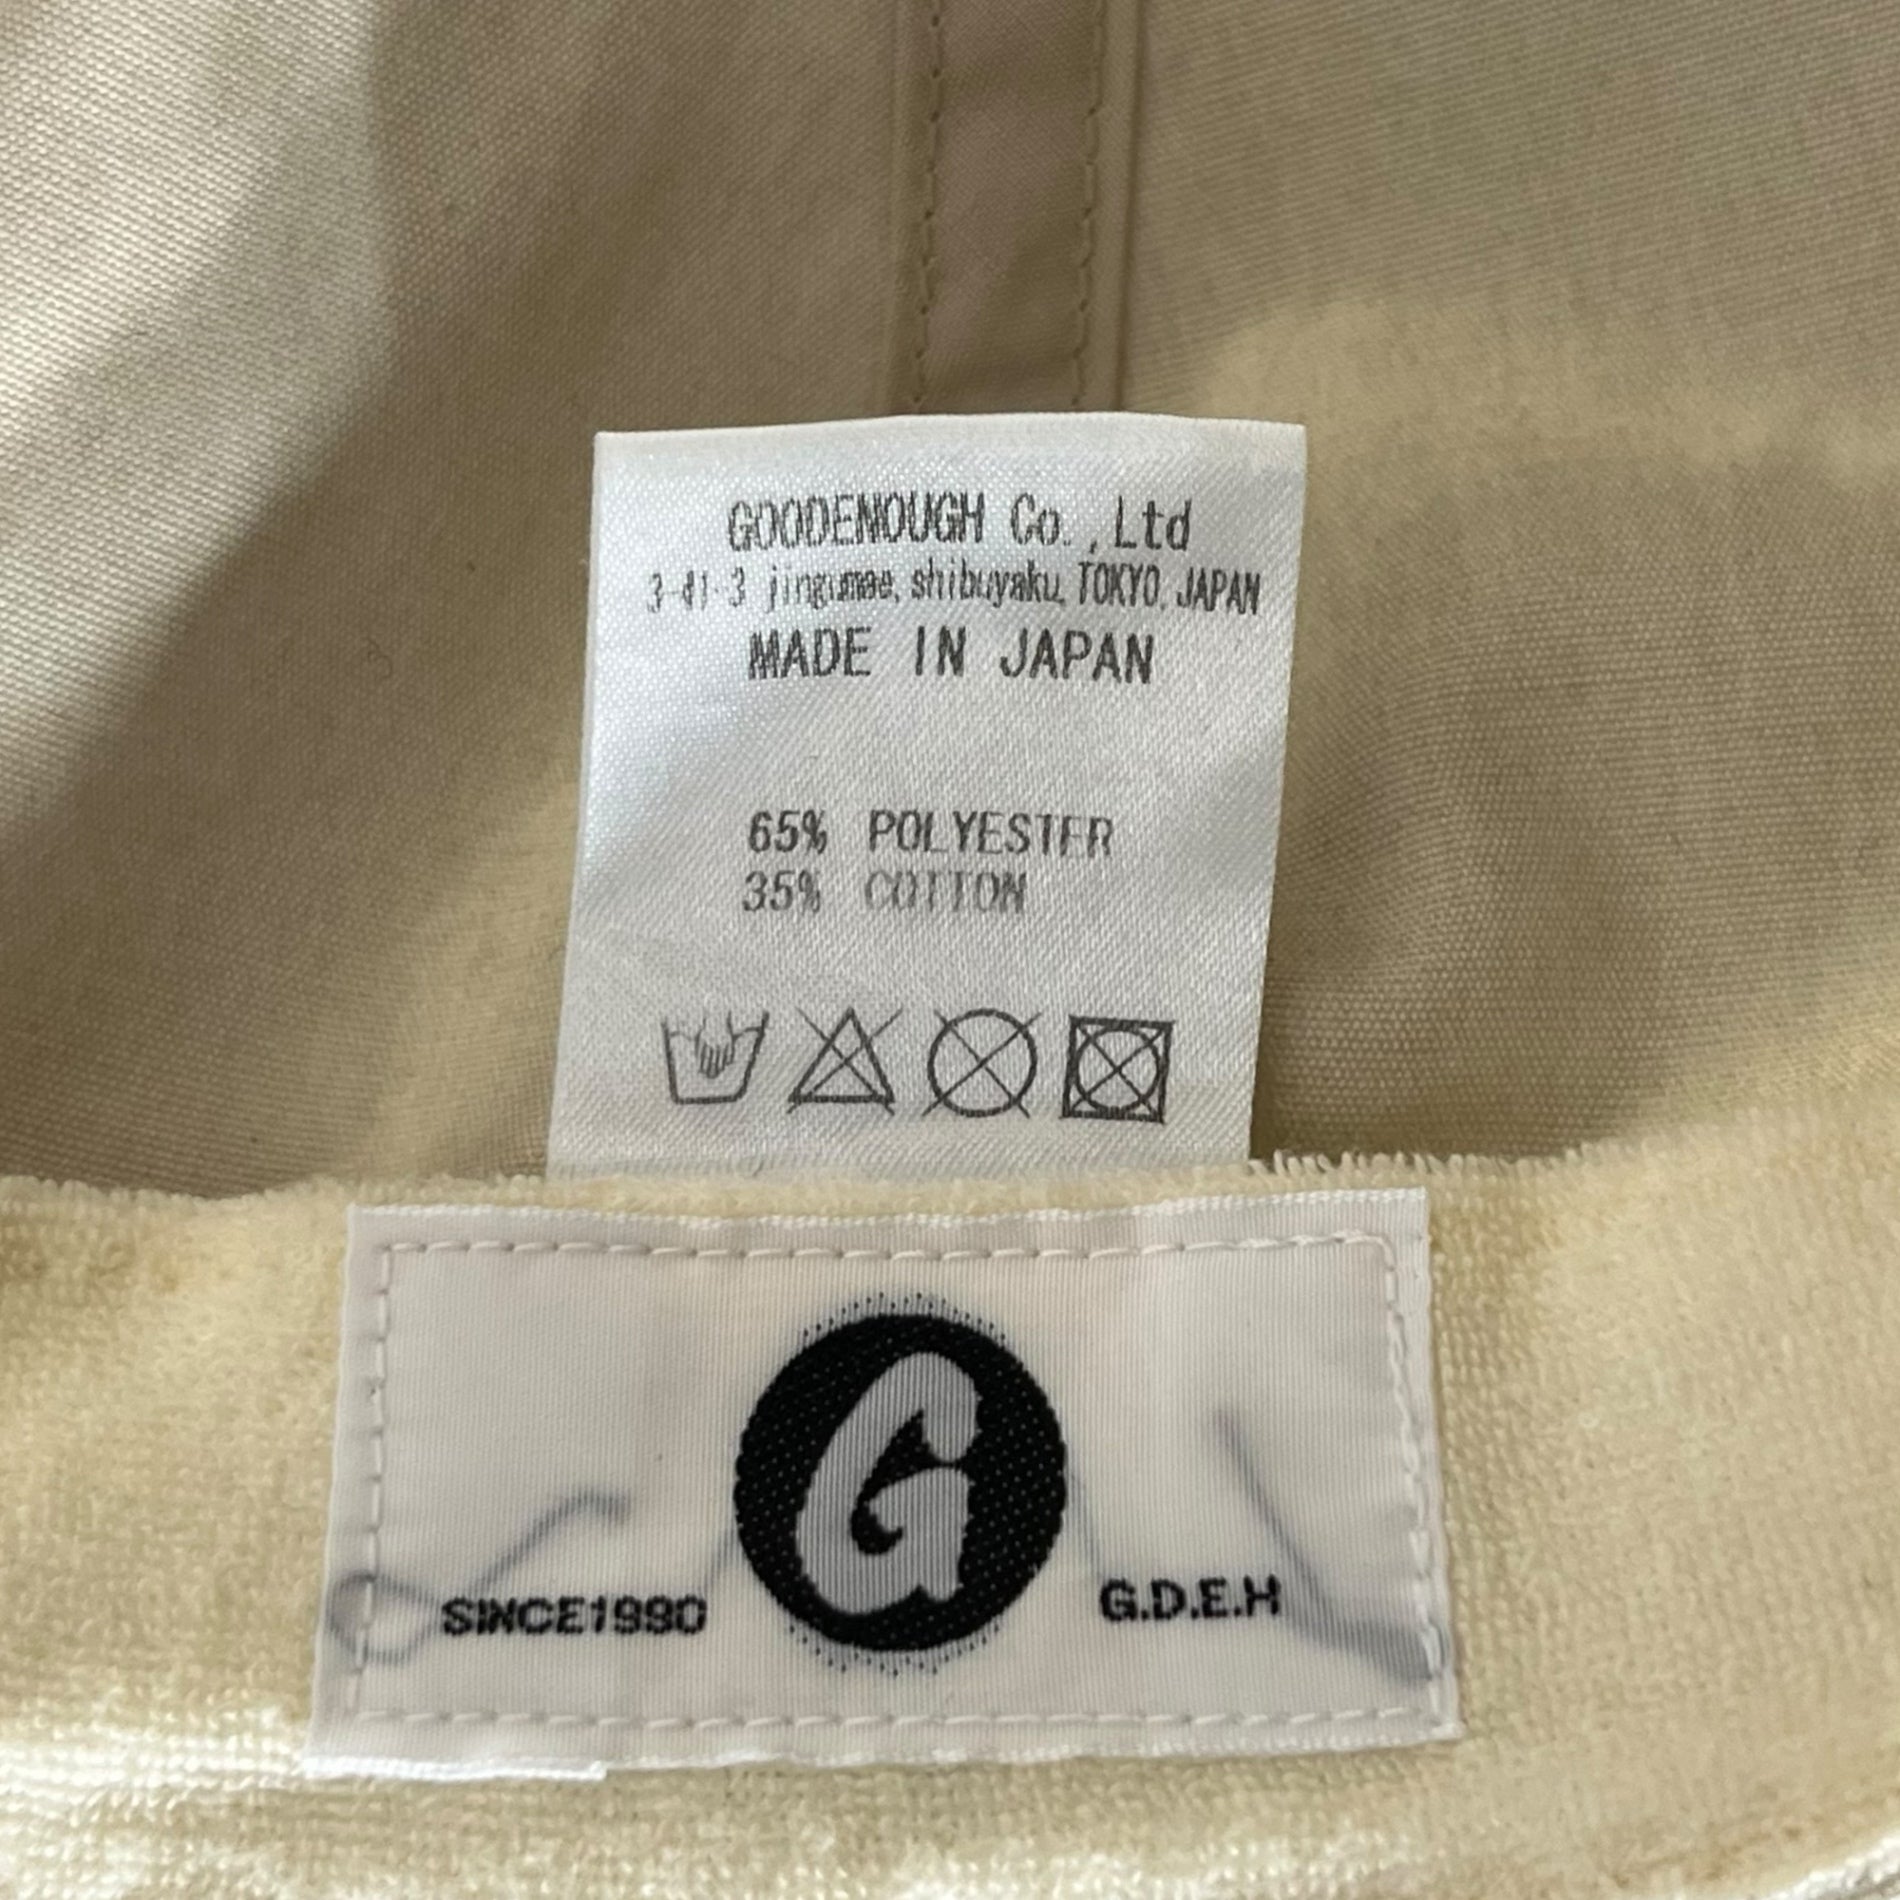 GOODENOUGH Co.,Ltd
3-41-3 jingumae, shibuyaku, TOKYO, JAPAN
MADE IN JAPAN
65% POLYESTER
35% COTTON
G
SINCE1990
G.D.E.H